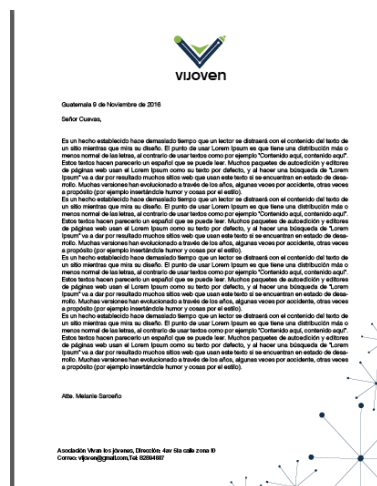 VIJOVEN
Guatemala 9 de Noviembre de 2016
Señor Cuevas,
Es un hecho establecido hace demasiado tiempo que un lector se distraerá con el contenido del texto de
un sitio mientras que mira su diseño. El punto de usar Lorem Ipsum es que tiene una distribución más o
menos normal de las letras, al contrario de usar textos como por ejemplo "Contenido aquí, contenido aquí".
Estos textos hacen parecerlo un español que se puede leer. Muchos paquetes de autoedición y editores
de páginas web usan el Lorem Ipsum como su texto por defecto, y al hacer una búsqueda de "Lorem
Ipsum" va a dar por resultado muchos sitios web que usan este texto si se encuentran en estado de desa-
rrollo. Muchas versiones han evolucionado a través de los años, algunas veces por accidente, otras veces
a propósito (por ejemplo insertándole humor y cosas por el estilo).
Es un hecho establecido hace demasiado tiempo que un lector se distraerá con el contenido del texto de
un sitio mientras que mira su diseño. El punto de usar Lorem Ipsum es que tiene una distribución más o
menos normal de las letras, al contrario de usar textos como por ejemplo "Contenido aquí, contenido aquí".
Estos textos hacen parecerlo un español que se puede leer. Muchos paquetes de autoedición y editores
de páginas web usan el Lorem Ipsum como su texto por defecto, y al hacer una búsqueda de "Lorem
Ipsum" va a dar por resultado muchos sitios web que usan este texto si se encuentran en estado de desa-
rrollo. Muchas versiones han evolucionado a través de los años, algunas veces por accidente, otras veces
a propósito (por ejemplo insertándole humor y cosas por el estilo).
Es un hecho establecido hace demasiado tiempo que un lector se distraerá con el contenido del texto de
un sitio mientras que mira su diseño. El punto de usar Lorem Ipsum es que tiene una distribución más o
menos normal de las letras, al contrario de usar textos como por ejemplo "Contenido aquí, contenido aquí".
Estos textos hacen parecerlo un español que se puede leer. Muchos paquetes de autoedición y editores
de páginas web usan el Lorem Ipsum como su texto por defecto, y al hacer una búsqueda de "Lorem
Ipsum" va a dar por resultado muchos sitios web que usan este texto si se encuentran en estado de desa-
rrollo. Muchas versiones han evolucionado a través de los años, algunas veces por accidente, otras veces
a propósito (por ejemplo insertándole humor y cosas por el estilo).
Es un hecho establecido hace demasiado tiempo que un lector se distraerá con el contenido del texto de
un sitio mientras que mira su diseño. El punto de usar Lorem Ipsum es que tiene una distribución más o
menos normal de las letras, al contrario de usar textos como por ejemplo "Contenido aquí, contenido aquí".
Estos textos hacen parecerlo un español que se puede leer. Muchos paquetes de autoedición y editores
de páginas web usan el Lorem Ipsum como su texto por defecto, y al hacer una búsqueda de "Lorem
Ipsum" va a dar por resultado muchos sitios web que usan este texto si se encuentran en estado de desa-
rrollo. Muchas versiones han evolucionado a través de los años, algunas veces por accidente, otras veces
a propósito (por ejemplo insertándole humor y cosas por el estilo).
Atte. Melanie Sarceño
Asociación Vivan los jóvenes, Dirección: 4av 5ta calle zona 10
Correo: vijoven@gmail.com, Tel: